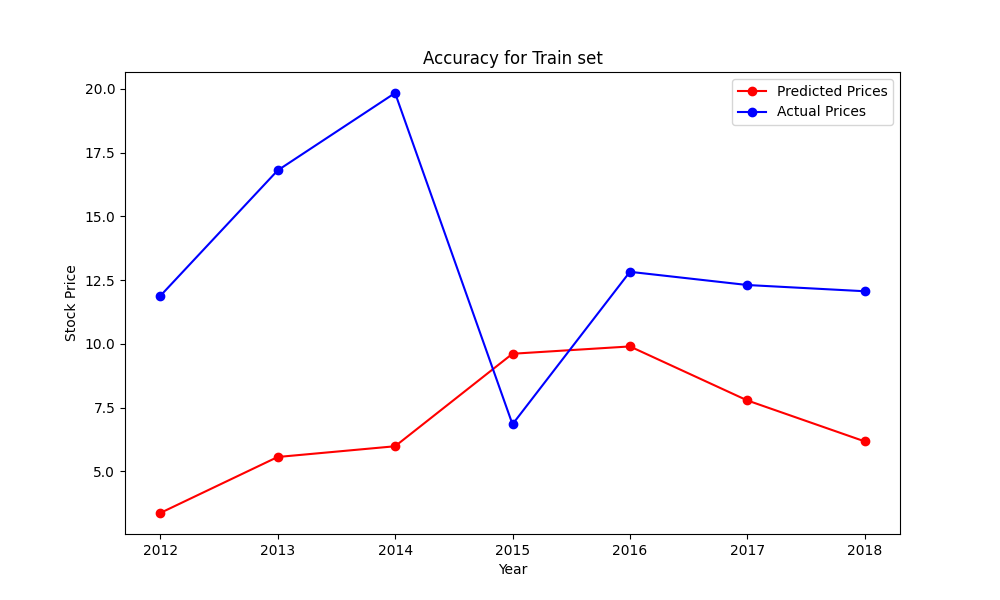 Accuracy for Train set
Predicted Prices
Actual Prices
20.0
17.5
15.0
12.5
10.0
7.5
5.0
Stock Price
2012 2013 2014 2015 2016 2017 2018
Year